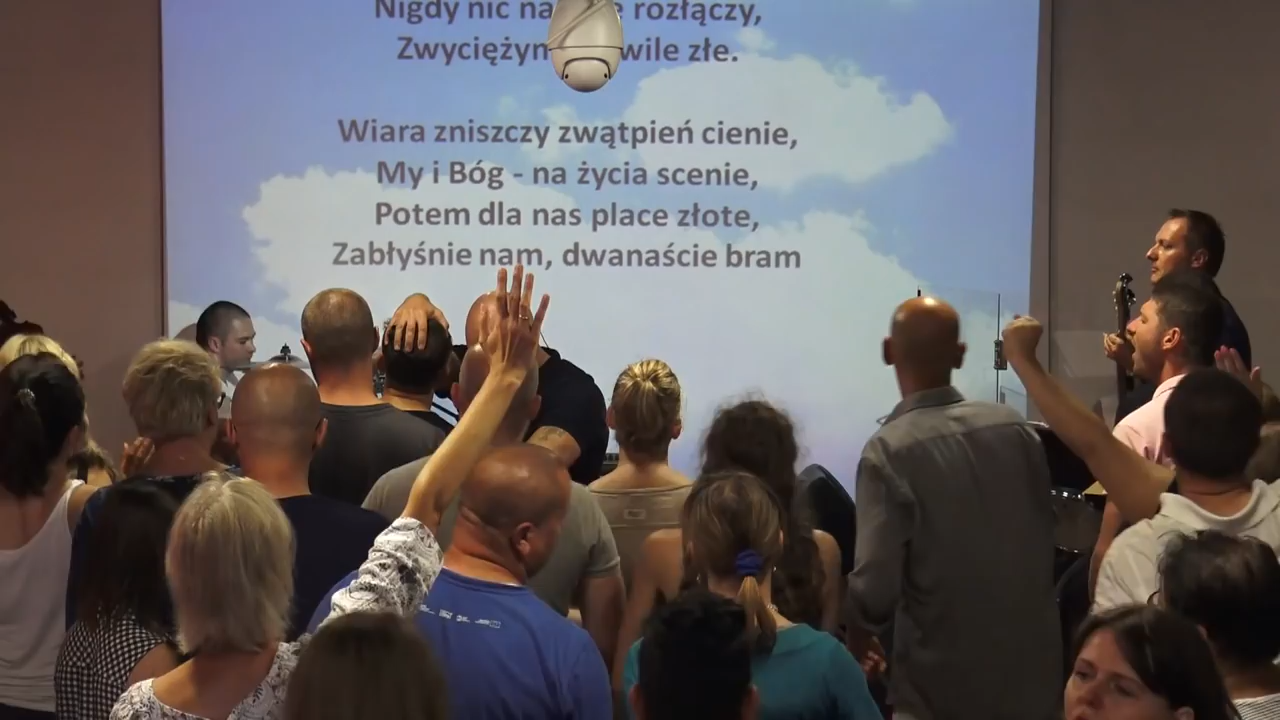 Nigdy nic rozłączy,
złe.
Wiara zniszczy zwątpień cienie,
My i Bóg - na życia scenie,
Potem dla nas place złote,
Zabłyśnie nam, dwanaście bram